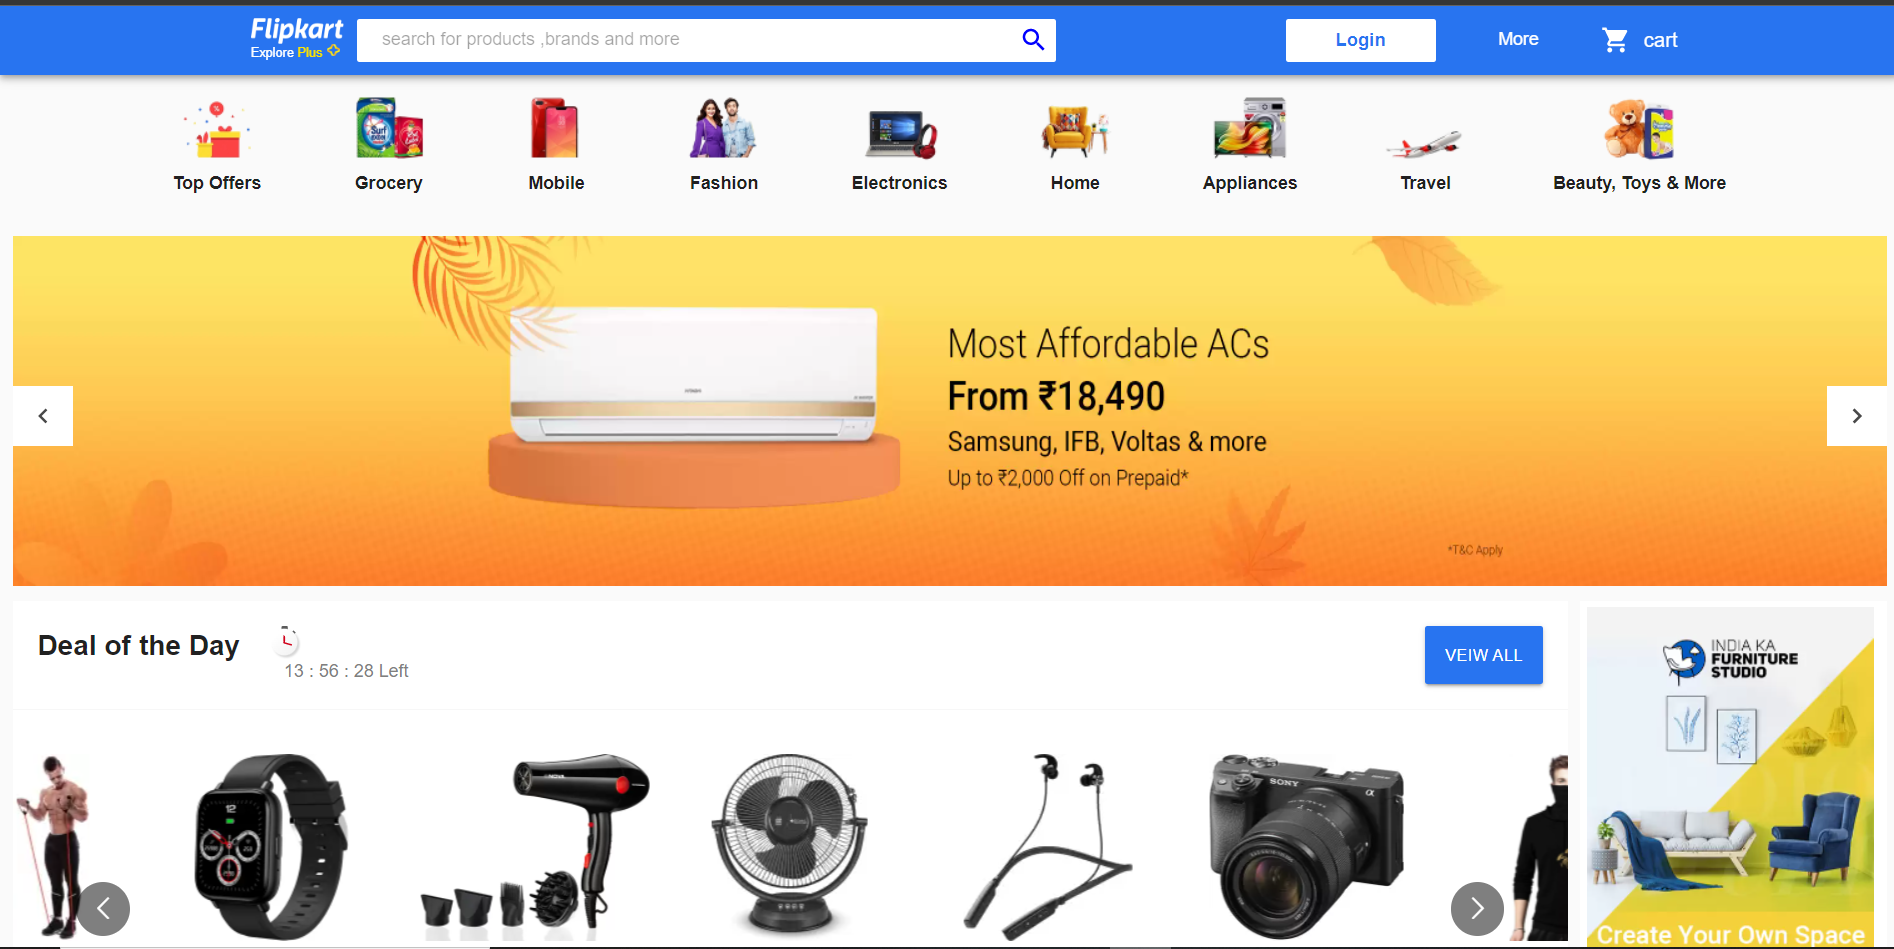 Flipkart
Explore Plus
search for products ,brands and more
Login
More
cart
Top Offers
Grocery
Mobile
Fashion
Electronics
Home
Appliances
Travel
Beauty, Toys & More
Most Affordable ACs
From ₹18,490
Samsung, IFB, Voltas & more
Up to ₹2,000 Off on Prepaid*
*T&C Apply
Deal of the Day
13 : 56 : 28 Left
VEIW ALL
INDIA KA
FURNITURE
STUDIO
NOVA
SONY
α
12
Create Your Own Space